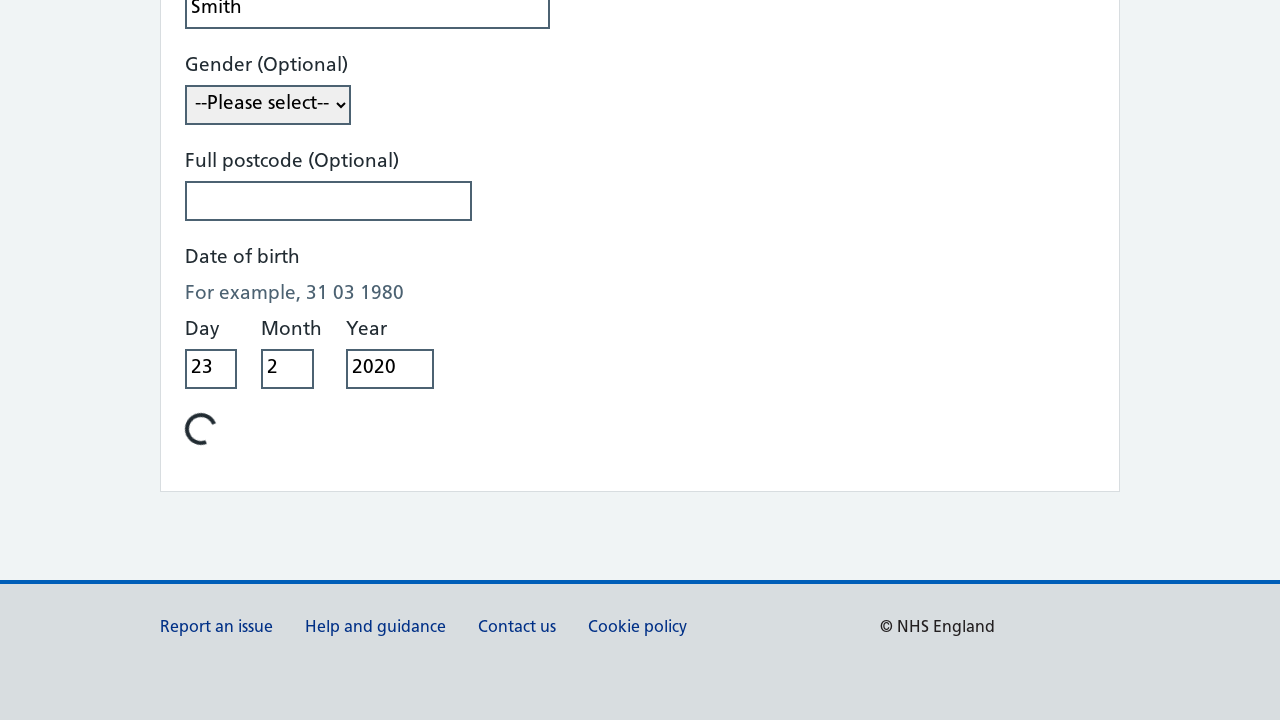 Smith
Gender (Optional)
--Please select--
Full postcode (Optional)
Date of birth
For example, 31 03 1980
Day Month Year
23 2 2020
Report an issue Help and guidance Contact us Cookie policy © NHS England